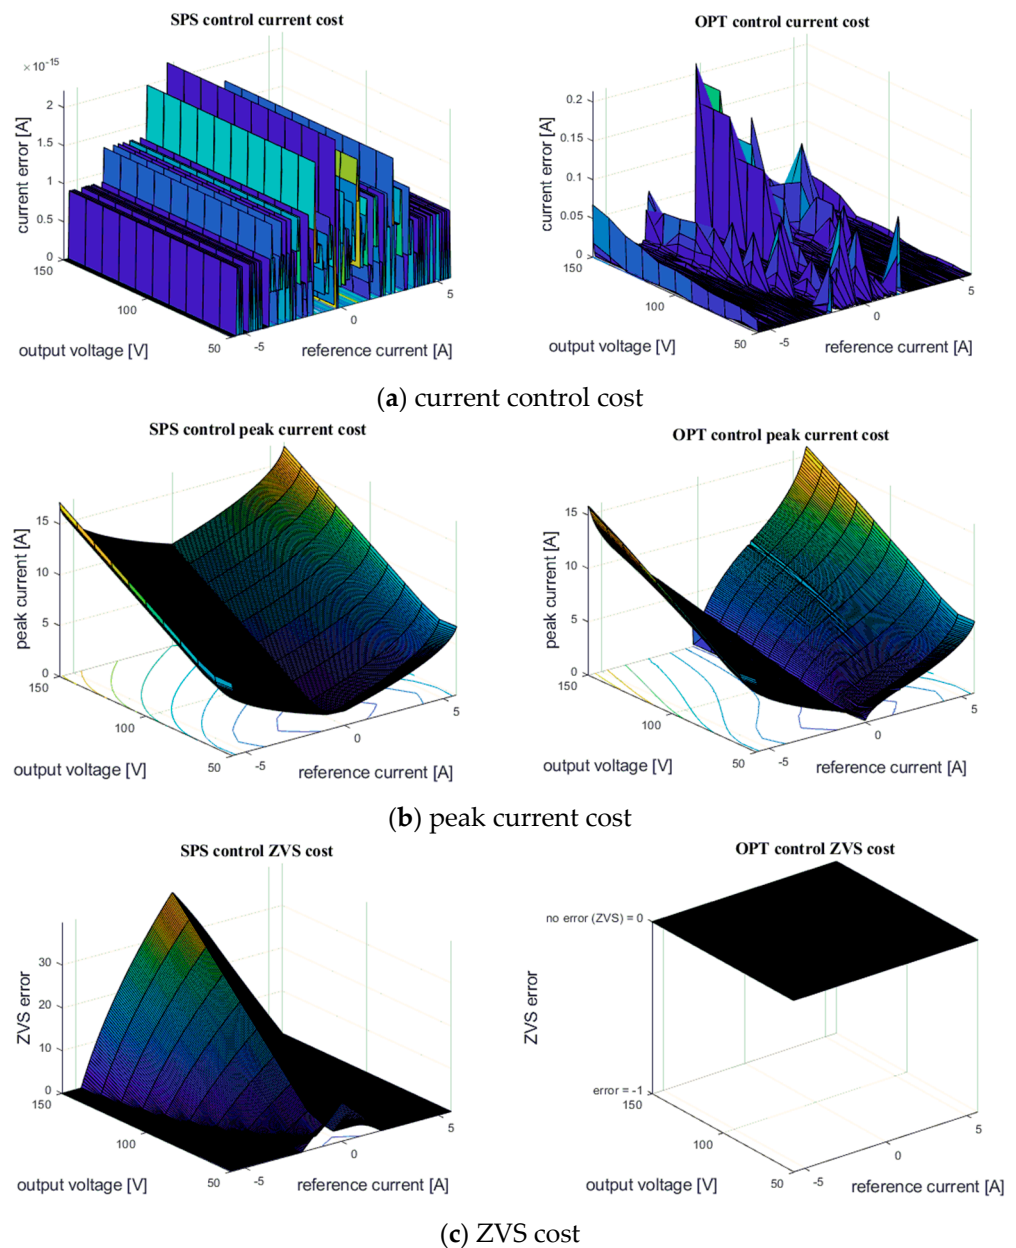 SPS control current cost
OPT control current cost
×10⁻¹⁵
current error [A]
2
1.5
1
0.5
0
150
100
50
output voltage [V]
-5
0
5
reference current [A]
current error [A]
0.2
0.15
0.1
0.05
0
150
100
50
output voltage [V]
-5
0
5
reference current [A]
(a) current control cost
SPS control peak current cost
OPT control peak current cost
peak current [A]
15
10
5
0
150
100
50
output voltage [V]
-5
0
5
reference current [A]
peak current [A]
15
10
5
0
150
100
50
output voltage [V]
-5
0
5
reference current [A]
(b) peak current cost
SPS control ZVS cost
OPT control ZVS cost
ZVS error
30
20
10
0
150
100
50
output voltage [V]
-5
0
5
reference current [A]
no error (ZVS) = 0
ZVS error
error = -1
150
100
50
output voltage [V]
-5
0
5
reference current [A]
(c) ZVS cost